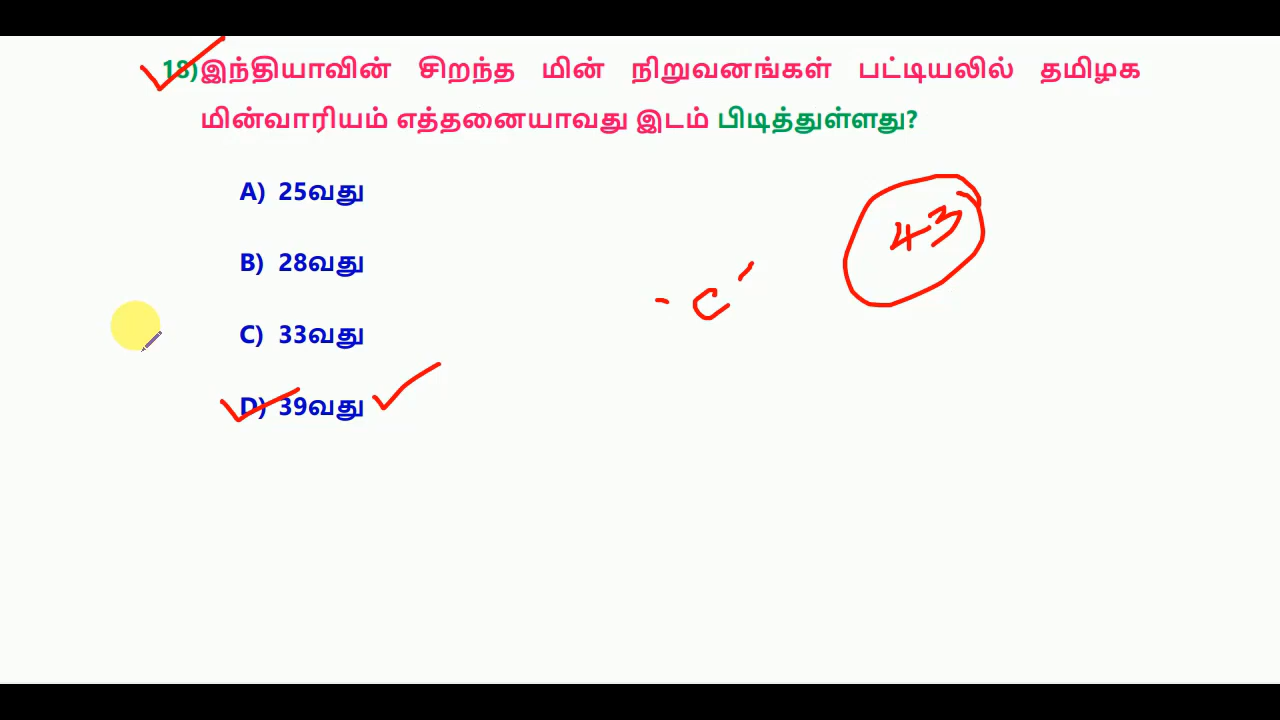 18)இந்தியாவின் சிறந்த மின் நிறுவனங்கள் பட்டியலில் தமிழக
மின்வாரியம் எத்தனையாவது இடம் பிடித்துள்ளது?
A) 25வது
43
B) 28வது
- C -
C) 33வது
D) 39வது